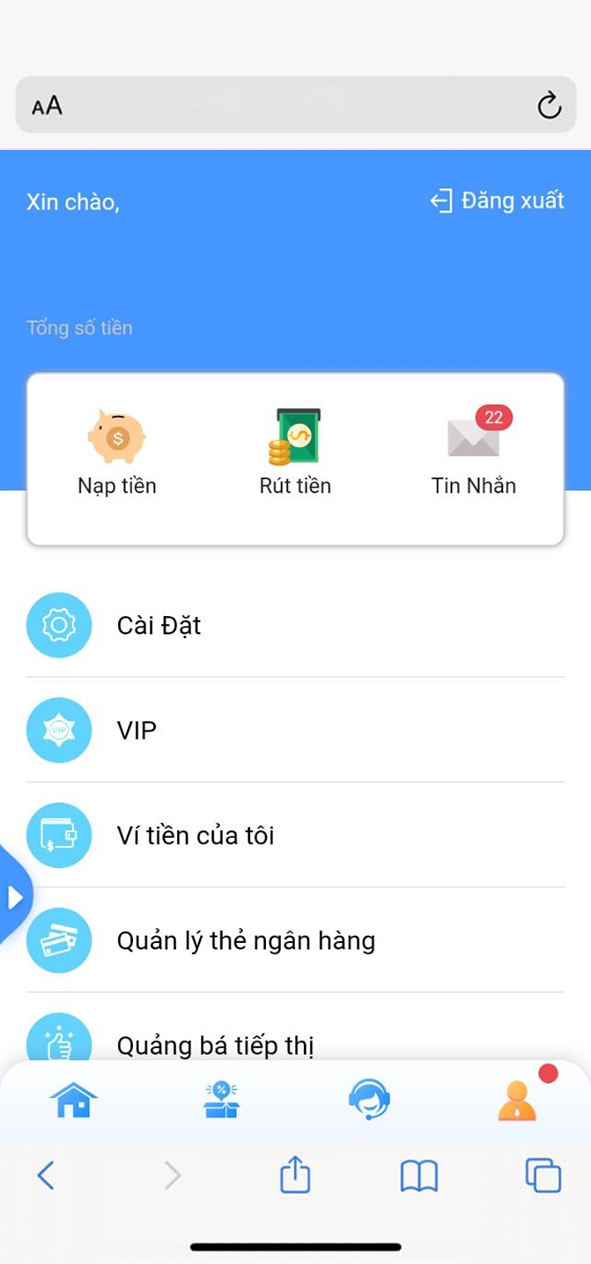 AA
Xin chào,
Đăng xuất
Tổng số tiền
22
Nạp tiền
Rút tiền
Tin Nhắn
Cài Đặt
VIP
VIP
Ví tiền của tôi
Quản lý thẻ ngân hàng
Quảng bá tiếp thị